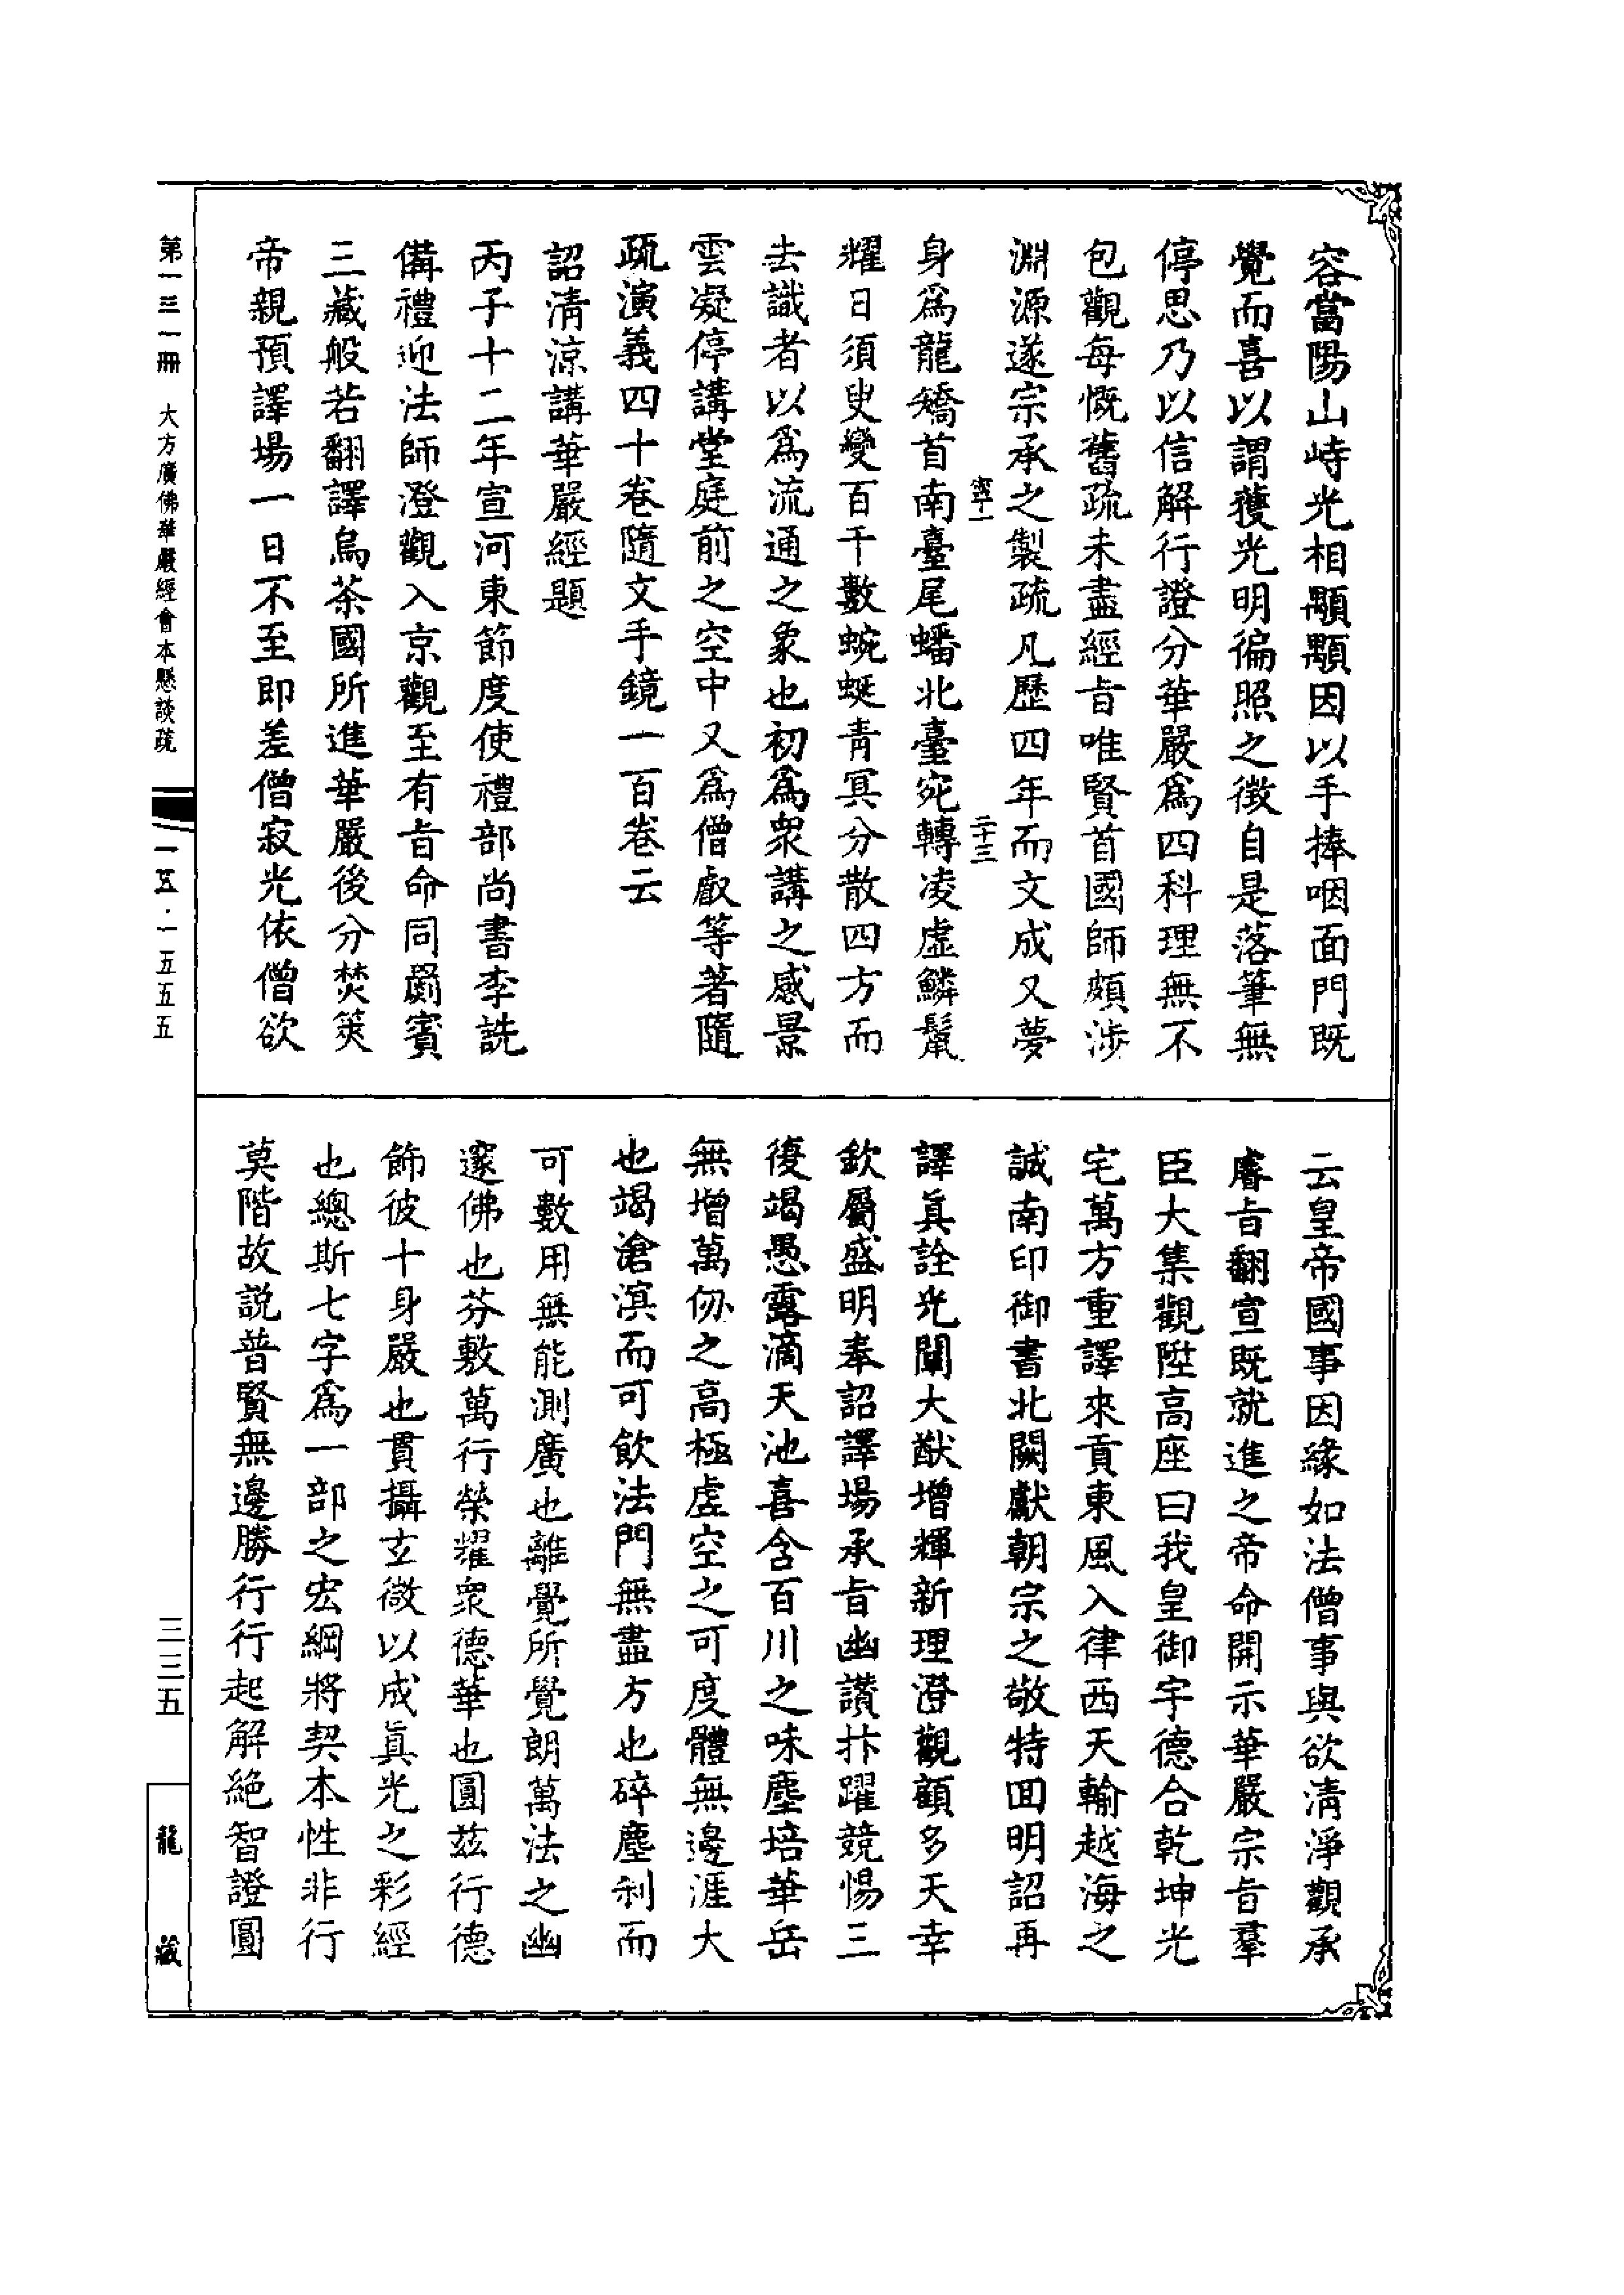 容當陽山峙光相顒顒因以手捧咽面門既
覺而喜以謂獲光明徧照之徵自是落筆無
停思乃以信解行證分華嚴爲四科理無不
包觀每慨舊疏未盡經旨唯賢首國師頗涉
淵源遂宗承之製疏凡歷四年而文成又夢
二十三
身爲龍矯首南臺尾蟠北臺宛轉凌虛鱗鬣
耀日須臾變百千數蜿蜒青冥分散四方而
去識者以爲流通之象也初爲衆講之感景
雲凝停講堂庭前之空中又爲僧叡等著隨
疏演義四十卷隨文手鏡一百卷云
詔清涼講華嚴經題
丙子十二年宣河東節度使禮部尚書李詵
備禮迎法師澄觀入京觀至有旨命同罽賓
三藏般若翻譯烏茶國所進華嚴後分焚筴
帝親預譯場一日不至即差僧寂光依僧欲
云皇帝國事因緣如法僧事與欲清淨觀承
睿旨翻宣既就進之帝命開示華嚴宗旨羣
臣大集觀陞高座曰我皇御宇德合乾坤光
宅萬方重譯來貢東風入律西天輸越海之
誠南印御書北闕獻朝宗之敬特回明詔再
譯眞詮光闡大猷增輝新理澄觀顧多天幸
欽屬盛明奉詔譯場承旨幽讚抃躍兢惕三
復竭愚露滴天池喜含百川之味塵培華岳
無增萬仞之高極虛空之可度體無邊涯大
也竭滄溟而可飲法門無盡方也碎塵刹而
可數用無能測廣也離覺所覺朗萬法之幽
邃佛也芬敷萬行榮耀衆德華也圓茲行德
飾彼十身嚴也貫攝玄微以成眞光之彩經
也總斯七字爲一部之宏綱將契本性非行
莫階故說普賢無邊勝行行起解絕智證圓
第一三一冊 大方廣佛華嚴經會本懸談疏
一五·一五五五
三三五
龍藏